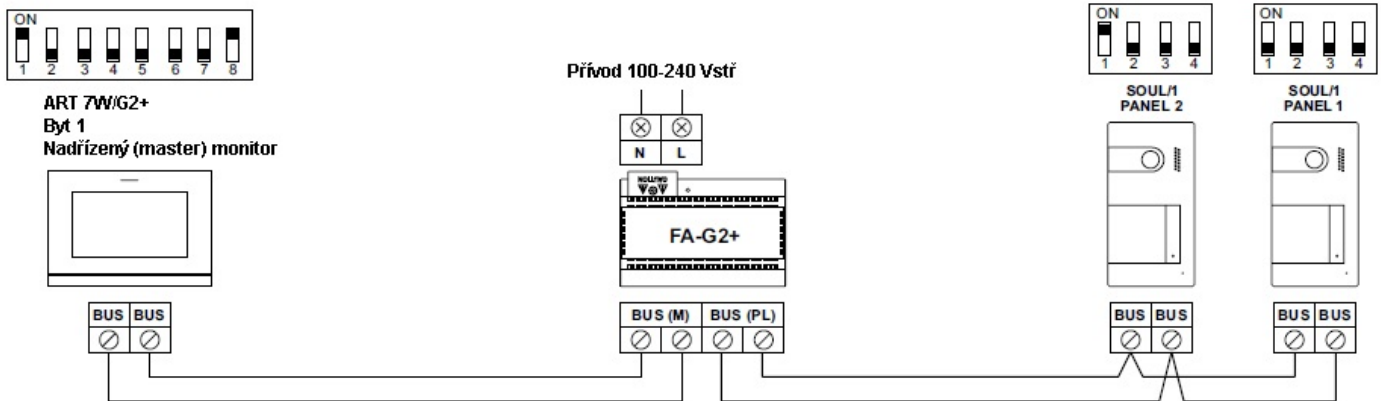 ON
1 2 3 4 5 6 7 8
ART 7W/G2+
Byt 1
Nadřízený (master) monitor
BUS BUS
Přívod 100-240 Vstř
N L
CAUTION
FA-G2+
BUS (M) BUS (PL)
ON
1 2 3 4
SOUL/1
PANEL 2
BUS BUS
ON
1 2 3 4
SOUL/1
PANEL 1
BUS BUS